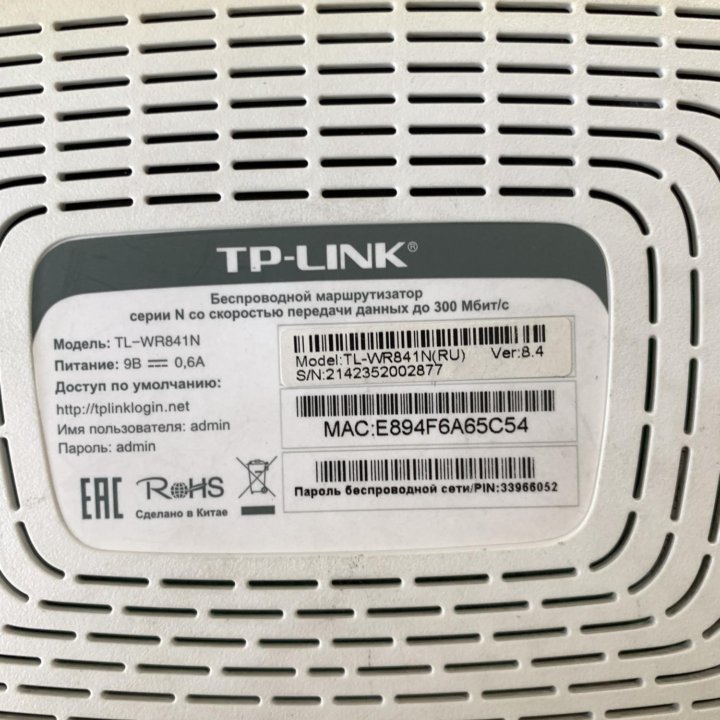 TP-LINK®
Беспроводной маршрутизатор
серии N со скоростью передачи данных до 300 Мбит/с
Модель: TL-WR841N
Питание: 9В ⎓ 0,6А
Доступ по умолчанию:
http://tplinklogin.net
Имя пользователя: admin
Пароль: admin
EAC
RoHS
Сделано в Китае
Model:TL-WR841N(RU) Ver:8.4
S/N:2142352002877
MAC:E894F6A65C54
Пароль беспроводной сети/PIN:33966052